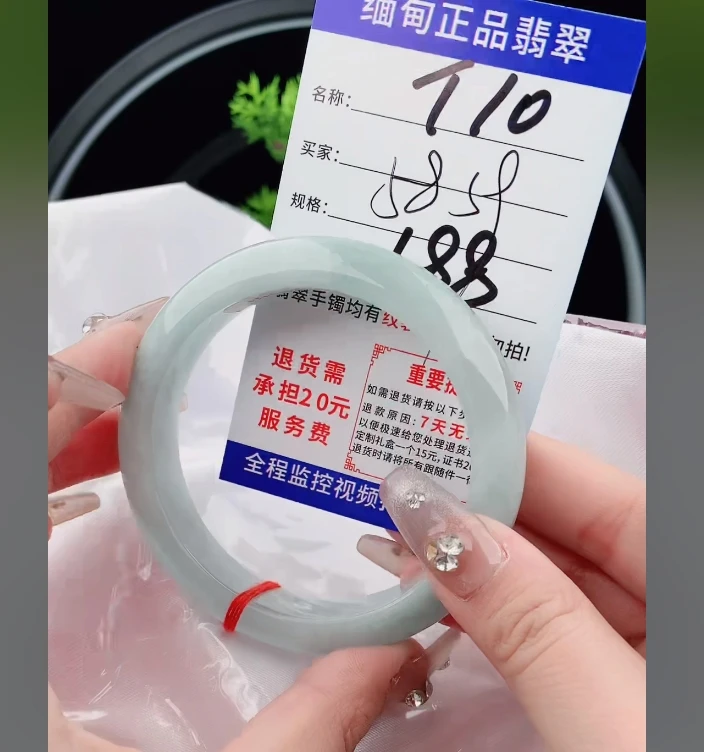 缅甸正品翡翠
名称: T10
买家: 58 59
规格:
188
翡翠手镯均有
拍!
退货需
承担20元
服务费
重要
如需退货请按以下
退款原因:7天无
以便极速给您处理退货
定制礼盒一个15元,证书2
退货时请将所有跟随件一
全程监控视频